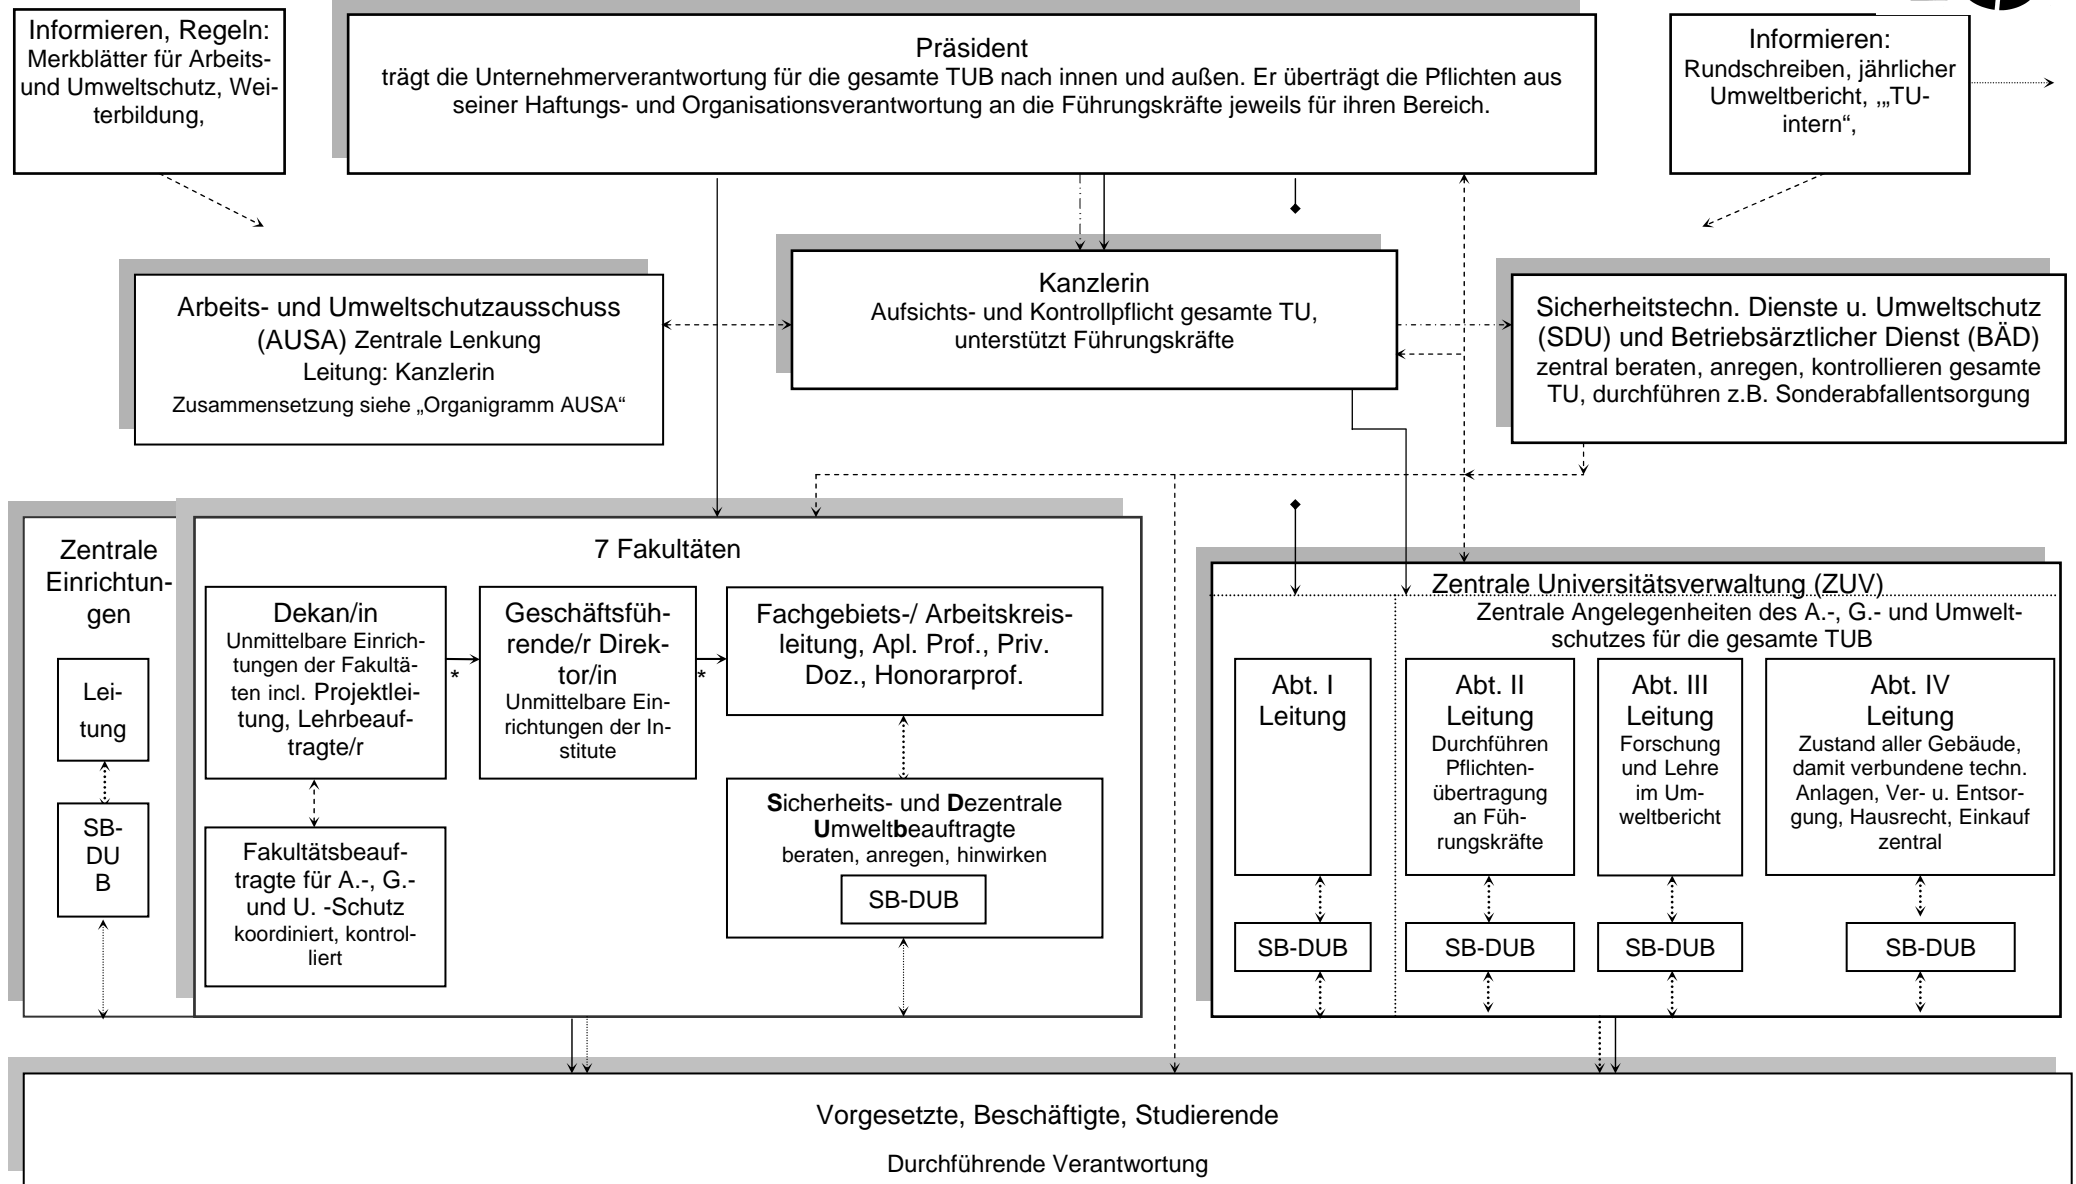 Informieren, Regeln:
Merkblätter für Arbeits-
und Umweltschutz, Wei-
terbildung,
Präsident
trägt die Unternehmerverantwortung für die gesamte TUB nach innen und außen. Er überträgt die Pflichten aus
seiner Haftungs- und Organisationsverantwortung an die Führungskräfte jeweils für ihren Bereich.
Informieren:
Rundschreiben, jährlicher
Umweltbericht, „"TU-
intern“,
Arbeits- und Umweltschutzausschuss
(AUSA) Zentrale Lenkung
Leitung: Kanzlerin
Zusammensetzung siehe „Organigramm AUSA“
Kanzlerin
Aufsichts- und Kontrollpflicht gesamte TU,
unterstützt Führungskräfte
Sicherheitstechn. Dienste u. Umweltschutz
(SDU) und Betriebsärztlicher Dienst (BÄD)
zentral beraten, anregen, kontrollieren gesamte
TU, durchführen z.B. Sonderabfallentsorgung
Zentrale
Einrichtun-
gen
Lei-
tung
SB-
DU
B
7 Fakultäten
Dekan/in
Unmittelbare Einrich-
tungen der Fakultä-
ten incl. Projektlei-
tung, Lehrbeauf-
tragte/r
*
Geschäftsfüh-
rende/r Direk-
tor/in
Unmittelbare Ein-
richtungen der In-
stitute
*
Fachgebiets-/ Arbeitskreis-
leitung, Apl. Prof., Priv.
Doz., Honorarprof.
Fakultätsbeauf-
tragte für A.-, G.-
und U. -Schutz
koordiniert, kontrol-
liert
Sicherheits- und Dezentrale
Umweltbeauftragte
beraten, anregen, hinwirken
SB-DUB
Zentrale Universitätsverwaltung (ZUV)
Zentrale Angelegenheiten des A.-, G.- und Umwelt-
schutzes für die gesamte TUB
Abt. I
Leitung
Abt. II
Leitung
Durchführen
Pflichten-
übertragung
an Füh-
rungskräfte
Abt. III
Leitung
Forschung
und Lehre
im Um-
weltbericht
Abt. IV
Leitung
Zustand aller Gebäude,
damit verbundene techn.
Anlagen, Ver- u. Entsor-
gung, Hausrecht, Einkauf
zentral
SB-DUB
SB-DUB
SB-DUB
SB-DUB
Vorgesetzte, Beschäftigte, Studierende
Durchführende Verantwortung